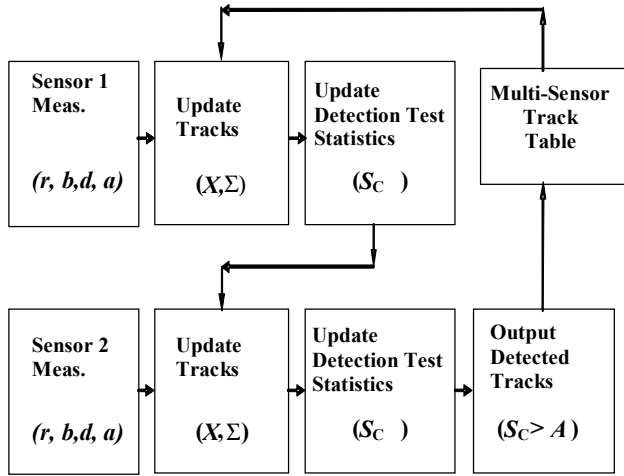 Sensor 1
Meas.
(r, b,d, a)
Update
Tracks
(X,Σ)
Update
Detection Test
Statistics
(SC )
Multi-Sensor
Track
Table
Sensor 2
Meas.
(r, b,d, a)
Update
Tracks
(X,Σ)
Update
Detection Test
Statistics
(SC )
Output
Detected
Tracks
(SC> A )